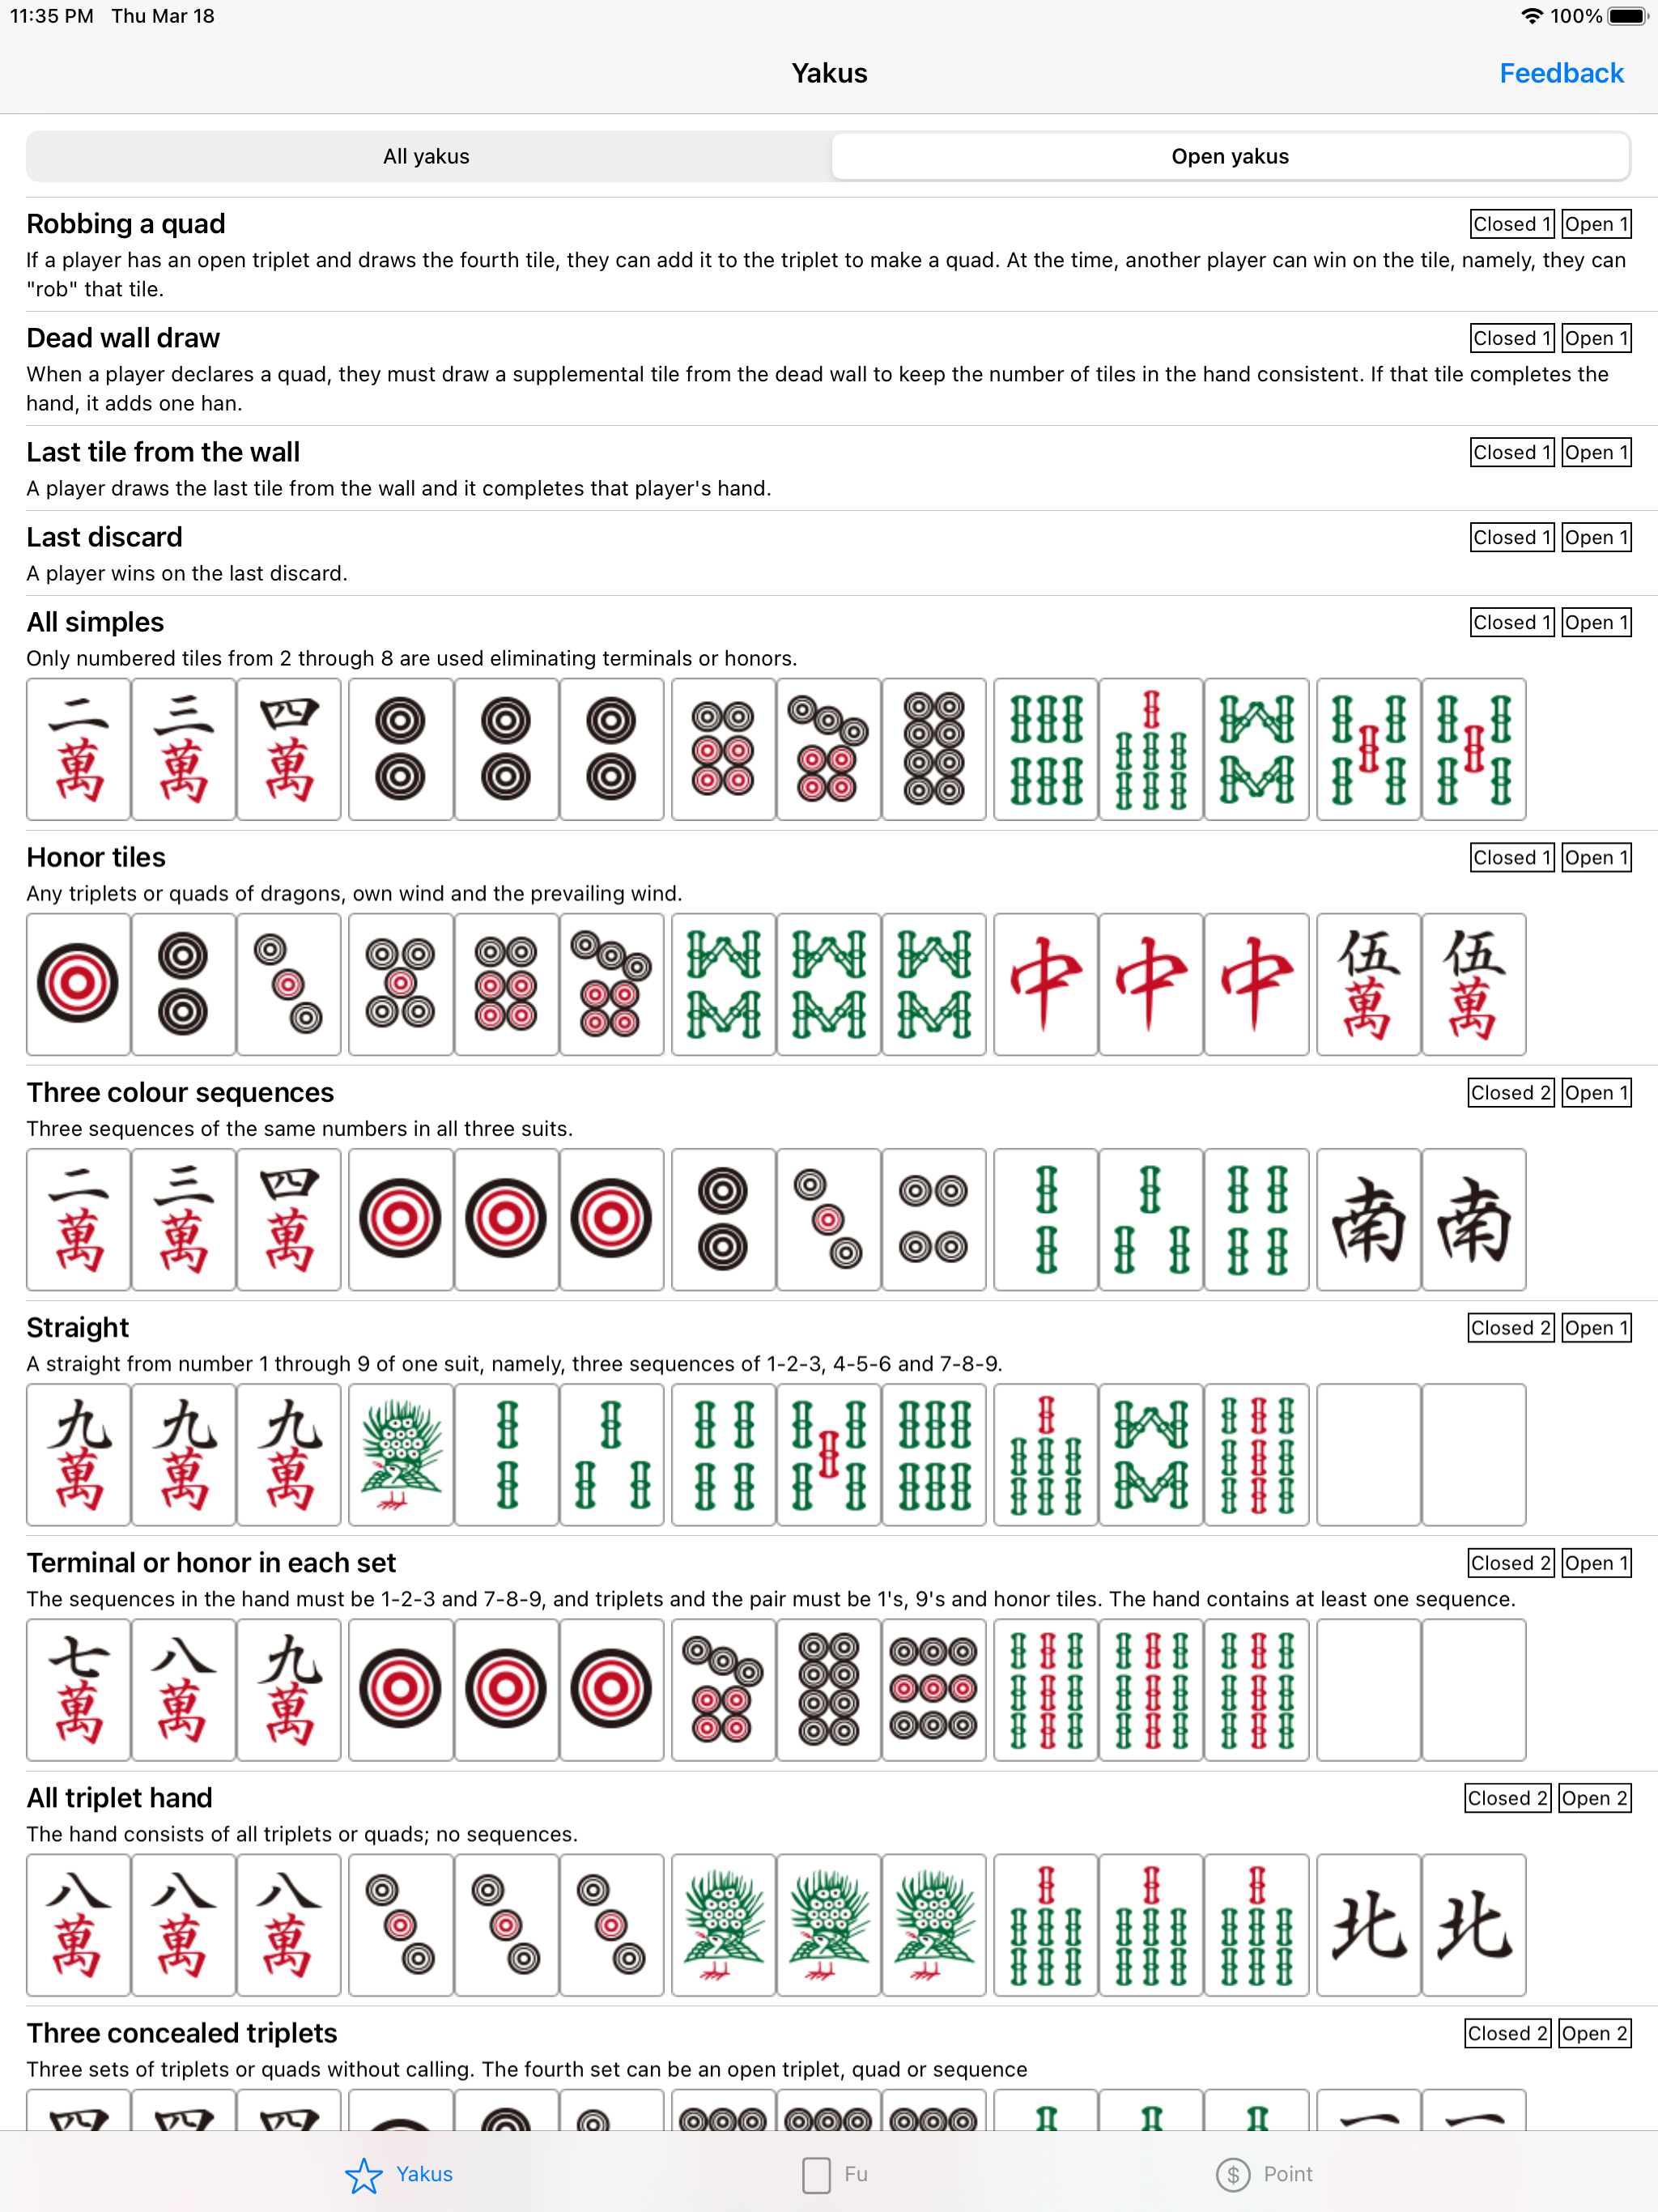 11:35 PM Thu Mar 18
100%
Yakus
Feedback
All yakus
Open yakus
Robbing a quad
Closed 1 Open 1
If a player has an open triplet and draws the fourth tile, they can add it to the triplet to make a quad. At the time, another player can win on the tile, namely, they can
"rob" that tile.
Dead wall draw
Closed 1 Open 1
When a player declares a quad, they must draw a supplemental tile from the dead wall to keep the number of tiles in the hand consistent. If that tile completes the
hand, it adds one han.
Last tile from the wall
Closed 1 Open 1
A player draws the last tile from the wall and it completes that player's hand.
Last discard
Closed 1 Open 1
A player wins on the last discard.
All simples
Closed 1 Open 1
Only numbered tiles from 2 through 8 are used eliminating terminals or honors.
二萬 三萬 四萬
Honor tiles
Closed 1 Open 1
Any triplets or quads of dragons, own wind and the prevailing wind.
中 中 中 伍萬 伍萬
Three colour sequences
Closed 2 Open 1
Three sequences of the same numbers in all three suits.
二萬 三萬 四萬 南 南
Straight
Closed 2 Open 1
A straight from number 1 through 9 of one suit, namely, three sequences of 1-2-3, 4-5-6 and 7-8-9.
九萬 九萬 九萬
Terminal or honor in each set
Closed 2 Open 1
The sequences in the hand must be 1-2-3 and 7-8-9, and triplets and the pair must be 1's, 9's and honor tiles. The hand contains at least one sequence.
七萬 八萬 九萬
All triplet hand
Closed 2 Open 2
The hand consists of all triplets or quads; no sequences.
八萬 八萬 八萬 北 北
Three concealed triplets
Closed 2 Open 2
Three sets of triplets or quads without calling. The fourth set can be an open triplet, quad or sequence
四 四 四 一 一
Yakus
Fu
$ Point